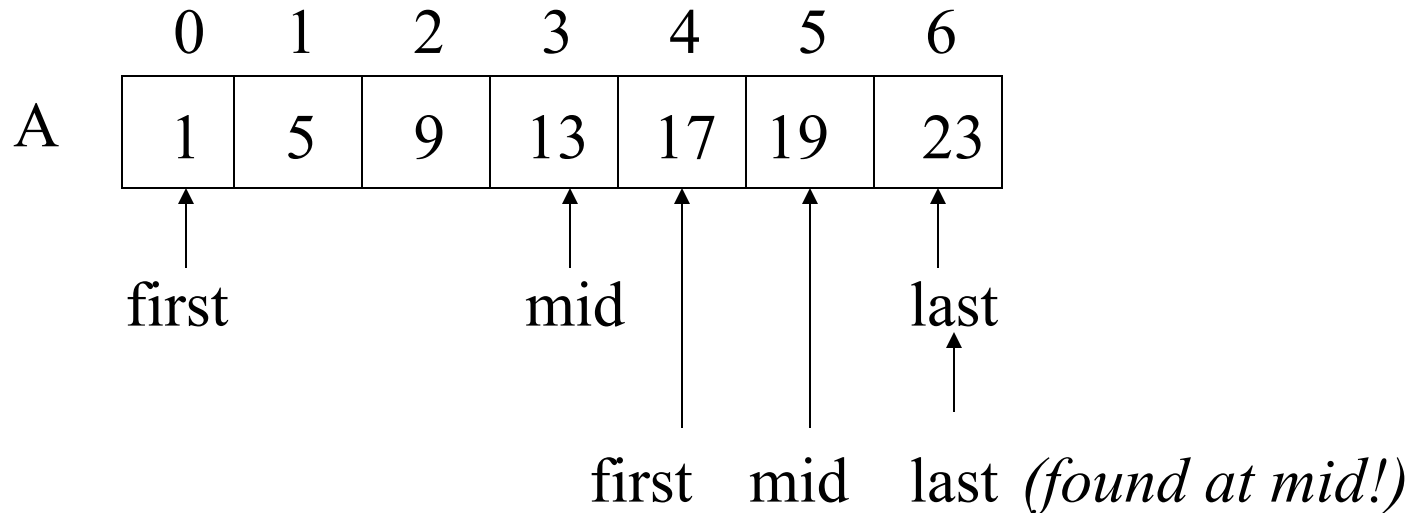 0 1 2 3 4 5 6
A 1 5 9 13 17 19 23
first mid last
first mid last (found at mid!)